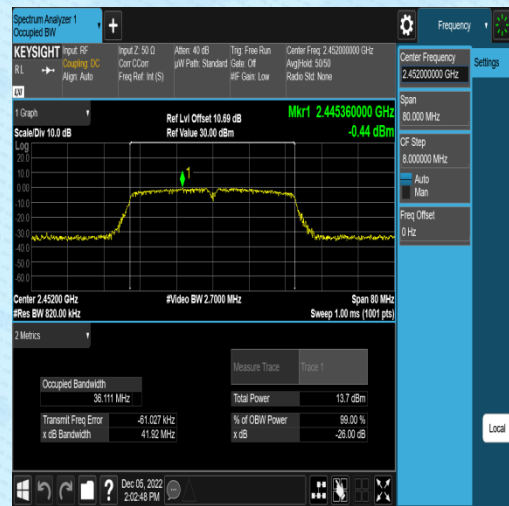 Spectrum Analyzer 1
Occupied BW
Frequency
KEYSIGHT
RL
LXI
Input: RF
Coupling: DC
Align: Auto
Input Z: 50 Ω
Corr CCorr
Freq Ref: Int (S)
Atten: 40 dB
µW Path: Standard
Trig: Free Run
Gate: Off
#IF Gain: Low
Center Freq: 2.452000000 GHz
Avg|Hold: 50/50
Radio Std: None
Center Frequency
2.452000000 GHz
Settings
Span
80.000 MHz
CF Step
8.000000 MHz
Auto
Man
Freq Offset
0 Hz
Local
1 Graph
Scale/Div 10.0 dB
Ref Lvl Offset 10.69 dB
Ref Value 30.00 dBm
Mkr1 2.445360000 GHz
-0.44 dBm
Log
20.0
10.0
0.00
-10.0
-20.0
-30.0
-40.0
-50.0
-60.0
1
Center 2.45200 GHz
#Res BW 820.00 kHz
#Video BW 2.7000 MHz
Span 80 MHz
Sweep 1.00 ms (1001 pts)
2 Metrics
Measure Trace
Trace 1
Occupied Bandwidth
36.111 MHz
Total Power
13.7 dBm
Transmit Freq Error
-61.027 kHz
% of OBW Power
99.00 %
x dB Bandwidth
41.92 MHz
x dB
-26.00 dB
Dec 05, 2022
2:02:48 PM